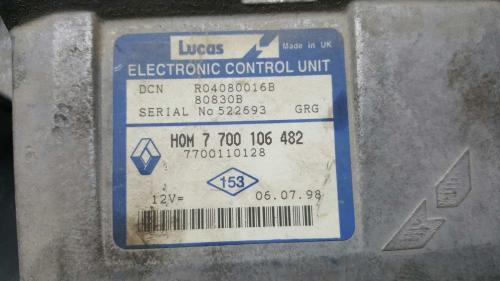 Lucas Made in UK
ELECTRONIC CONTROL UNIT
DCN R04080016B
80830B
SERIAL No 522693 GRG
HOM 7 700 106 482
7700110128
153
12V= 06.07.98